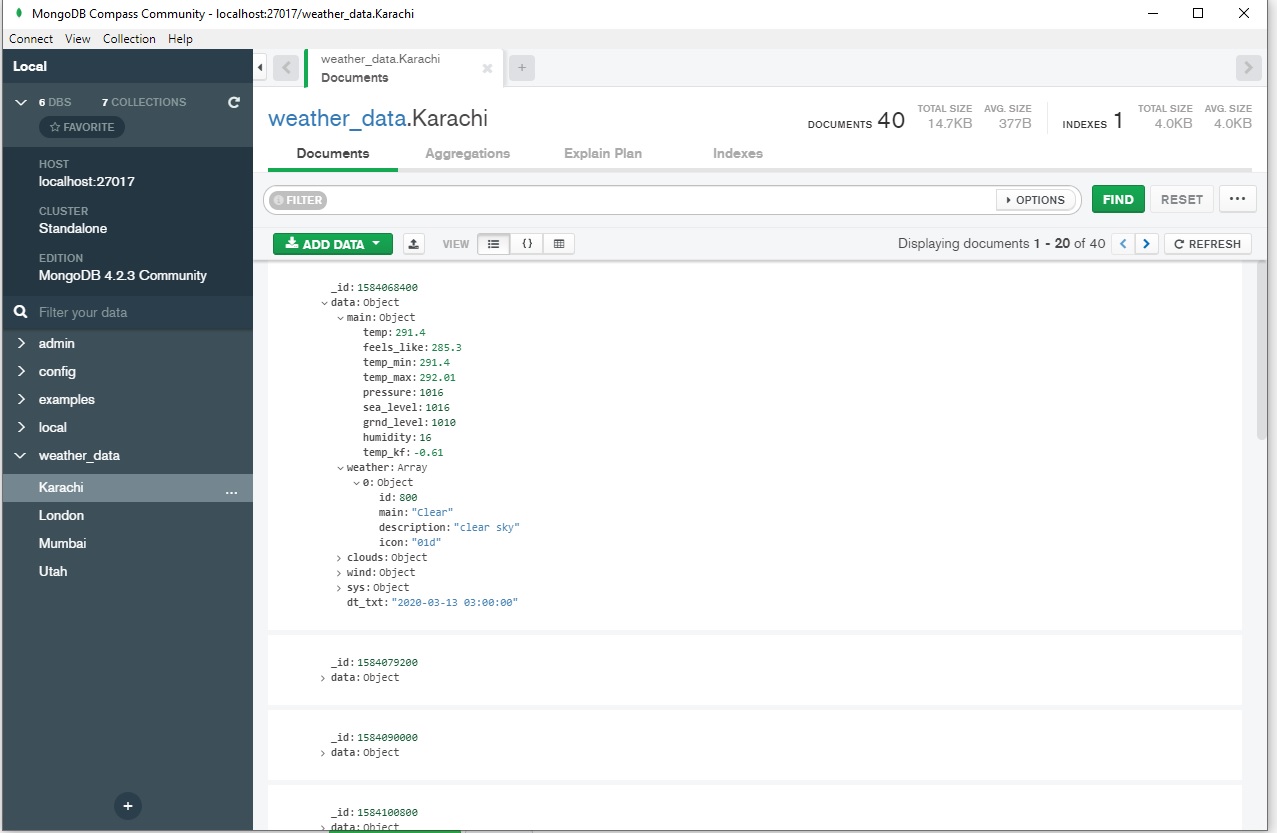 MongoDB Compass Community - localhost:27017/weather_data.Karachi
Connect View Collection Help
Local
6 DBS 7 COLLECTIONS
FAVORITE
HOST
localhost:27017
CLUSTER
Standalone
EDITION
MongoDB 4.2.3 Community
Filter your data
admin
config
examples
local
weather_data
Karachi ...
London
Mumbai
Utah
+
weather_data.Karachi
Documents
+
weather_data.Karachi
DOCUMENTS 40 TOTAL SIZE 14.7KB AVG. SIZE 377B INDEXES 1 TOTAL SIZE 4.0KB AVG. SIZE 4.0KB
Documents Aggregations Explain Plan Indexes
FILTER OPTIONS FIND RESET ...
ADD DATA VIEW {} Displaying documents 1 - 20 of 40 < > REFRESH
_id: 1584068400
data: Object
main: Object
temp: 291.4
feels_like: 285.3
temp_min: 291.4
temp_max: 292.01
pressure: 1016
sea_level: 1016
grnd_level: 1010
humidity: 16
temp_kf: -0.61
weather: Array
0: Object
id: 800
main: "Clear"
description: "clear sky"
icon: "01d"
clouds: Object
wind: Object
sys: Object
dt_txt: "2020-03-13 03:00:00"
_id: 1584079200
data: Object
_id: 1584090000
data: Object
_id: 1584100800
data: Object